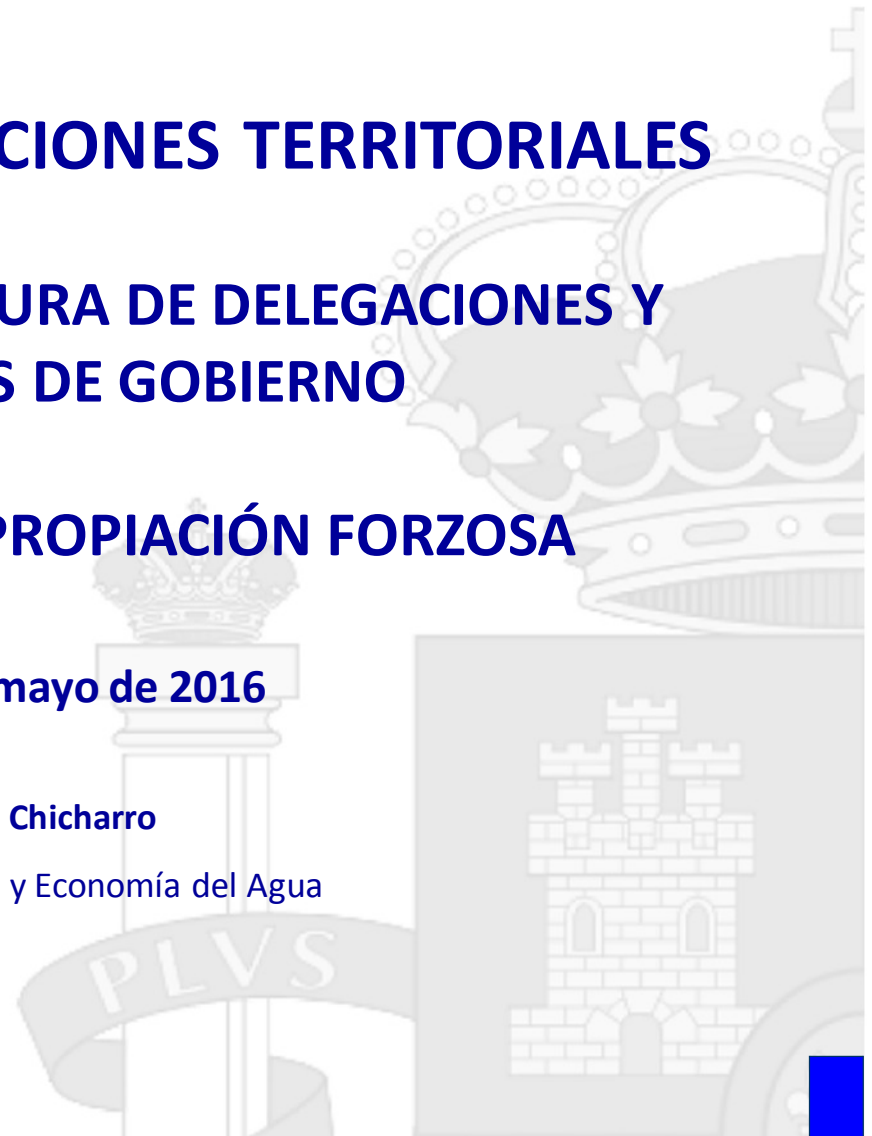 CIONES TERRITORIALES
URA DE DELEGACIONES Y
S DE GOBIERNO
PROPIACIÓN FORZOSA
mayo de 2016
Chicharro
y Economía del Agua
PLVS